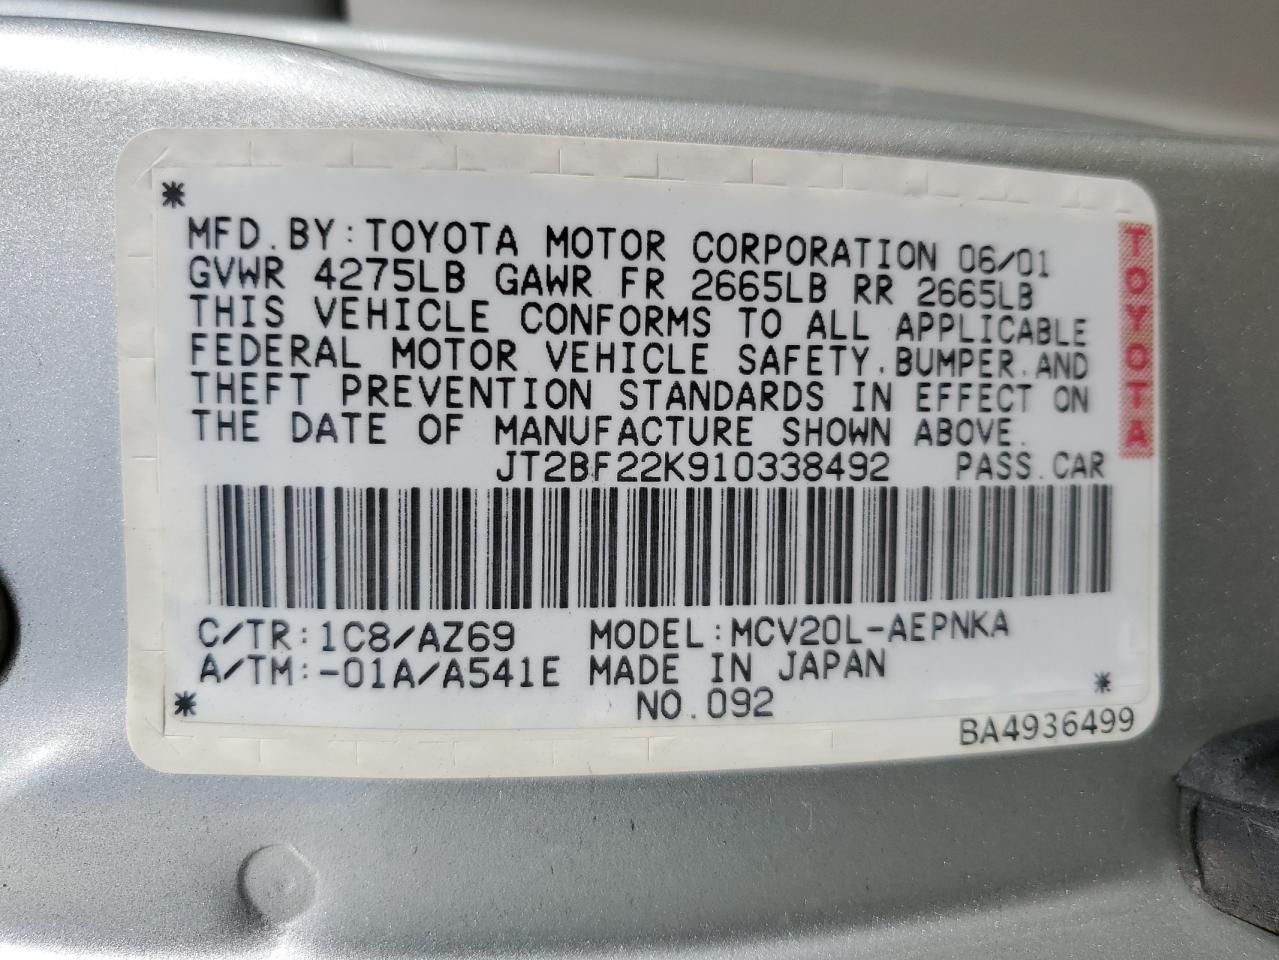 MFD.BY:TOYOTA MOTOR CORPORATION 06/01
GVWR 4275LB GAWR FR 2665LB RR 2665LB
THIS VEHICLE CONFORMS TO ALL APPLICABLE
FEDERAL MOTOR VEHICLE SAFETY,BUMPER,AND
THEFT PREVENTION STANDARDS IN EFFECT ON
THE DATE OF MANUFACTURE SHOWN ABOVE.
JT2BF22K910338492 PASS.CAR
C/TR:1C8/AZ69 MODEL:MCV20L-AEPNKA
A/TM:-01A/A541E MADE IN JAPAN
NO.092
BA4936499
TOYOTA